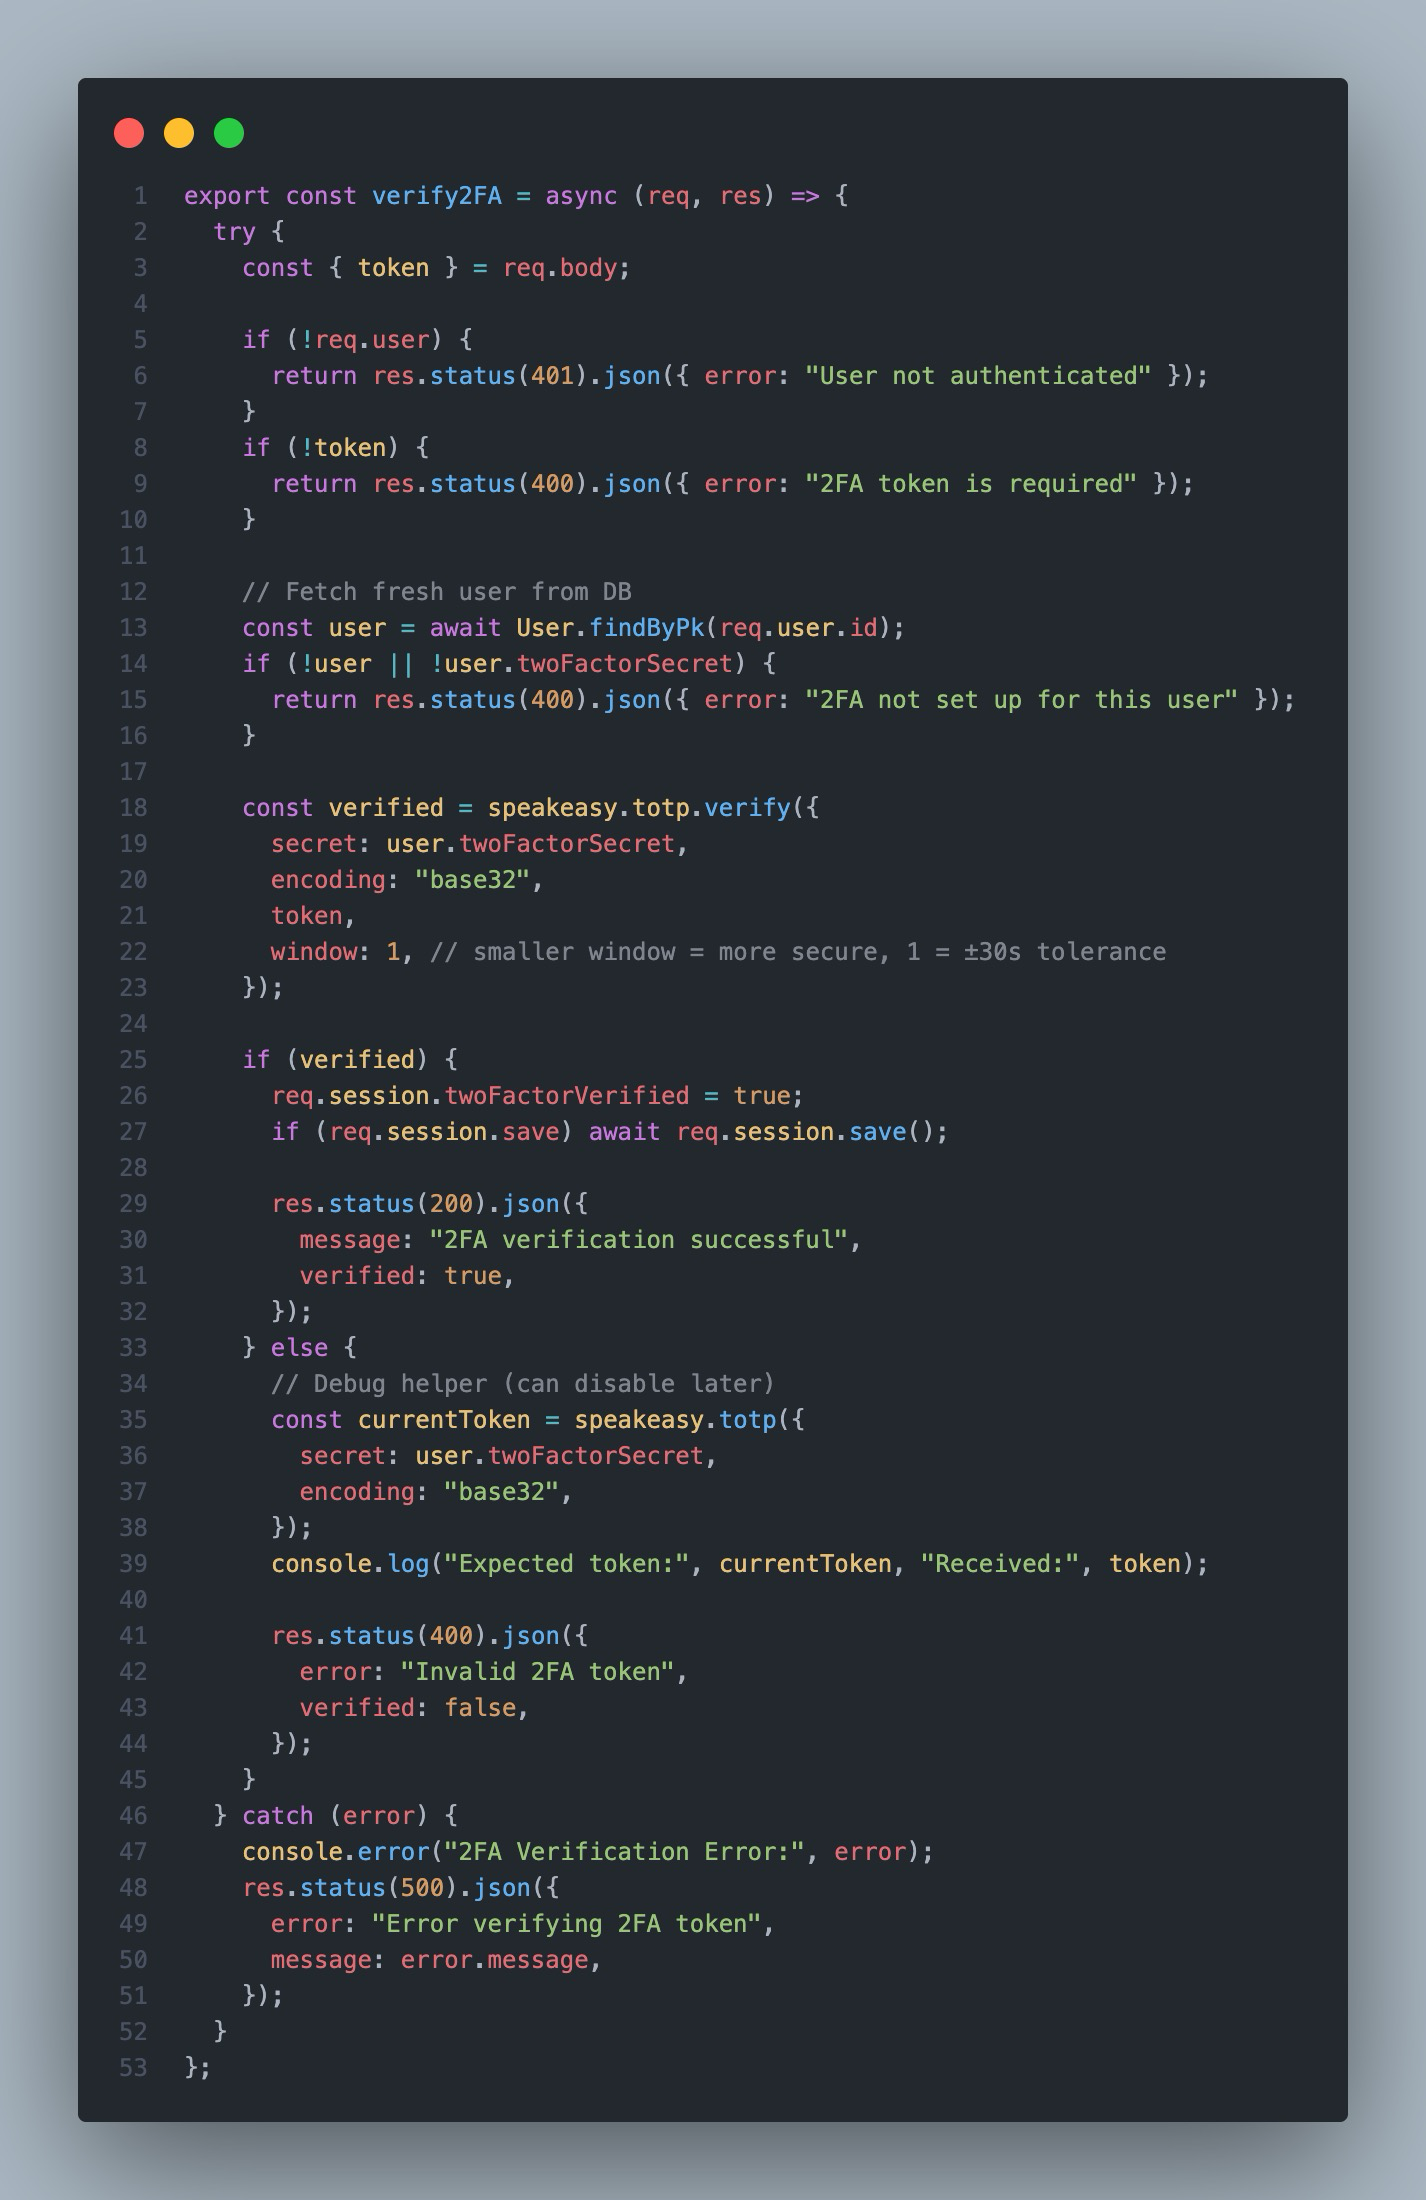 1 export const verify2FA = async (req, res) => {
2   try {
3     const { token } = req.body;
4
5     if (!req.user) {
6       return res.status(401).json({ error: "User not authenticated" });
7     }
8     if (!token) {
9       return res.status(400).json({ error: "2FA token is required" });
10     }
11
12     // Fetch fresh user from DB
13     const user = await User.findByPk(req.user.id);
14     if (!user || !user.twoFactorSecret) {
15       return res.status(400).json({ error: "2FA not set up for this user" });
16     }
17
18     const verified = speakeasy.totp.verify({
19       secret: user.twoFactorSecret,
20       encoding: "base32",
21       token,
22       window: 1, // smaller window = more secure, 1 = ±30s tolerance
23     });
24
25     if (verified) {
26       req.session.twoFactorVerified = true;
27       if (req.session.save) await req.session.save();
28
29       res.status(200).json({
30         message: "2FA verification successful",
31         verified: true,
32       });
33     } else {
34       // Debug helper (can disable later)
35       const currentToken = speakeasy.totp({
36         secret: user.twoFactorSecret,
37         encoding: "base32",
38       });
39       console.log("Expected token:", currentToken, "Received:", token);
40
41       res.status(400).json({
42         error: "Invalid 2FA token",
43         verified: false,
44       });
45     }
46   } catch (error) {
47     console.error("2FA Verification Error:", error);
48     res.status(500).json({
49       error: "Error verifying 2FA token",
50       message: error.message,
51     });
52   }
53 };